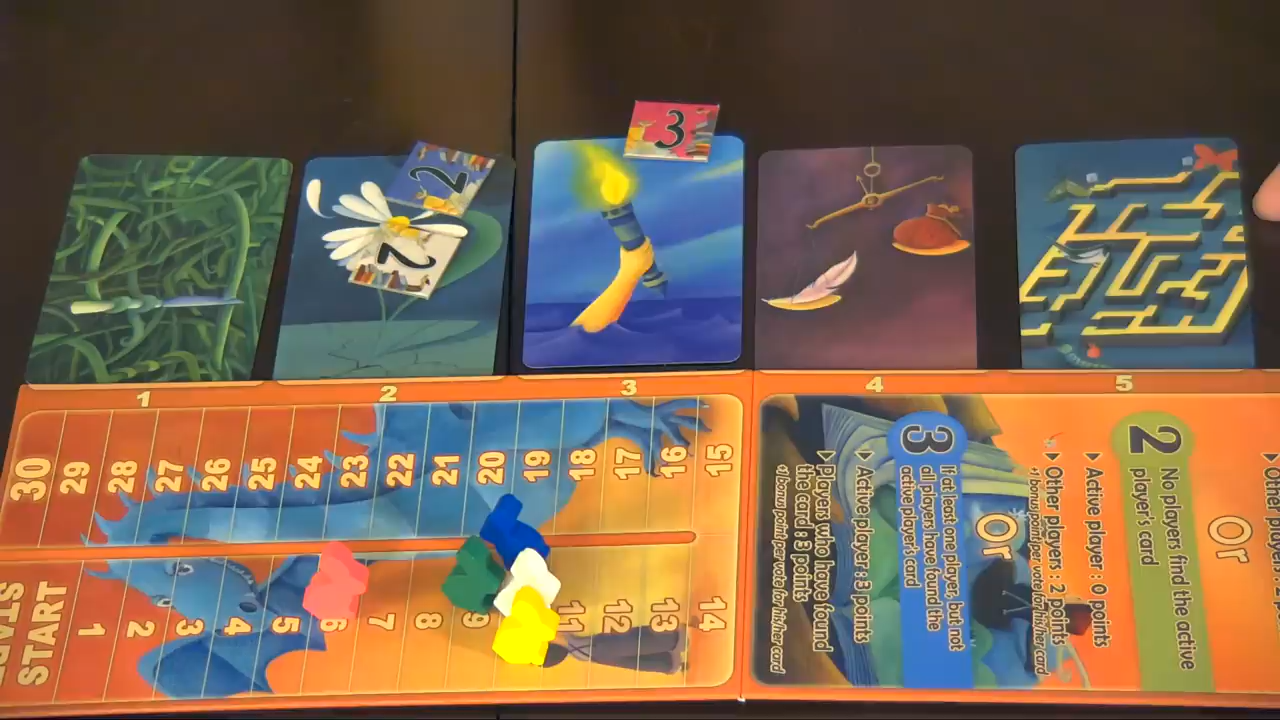 2
3
2
1
2
3
4
5
30
29
28
27
26
25
24
23
22
21
20
19
18
17
16
15
START
1
2
3
4
5
6
7
8
9
11
12
13
14
3
If at least one player, but not
all players have found the
active player's card
▸ Active player : 3 points
▸ Players who have found
the card : 3 points
+1 bonus point per vote for his/her card
Or
2
No players find the active
player's card
▸ Active player : 0 points
▸ Other players : 2 points
+1 bonus point per vote for his/her card
Or